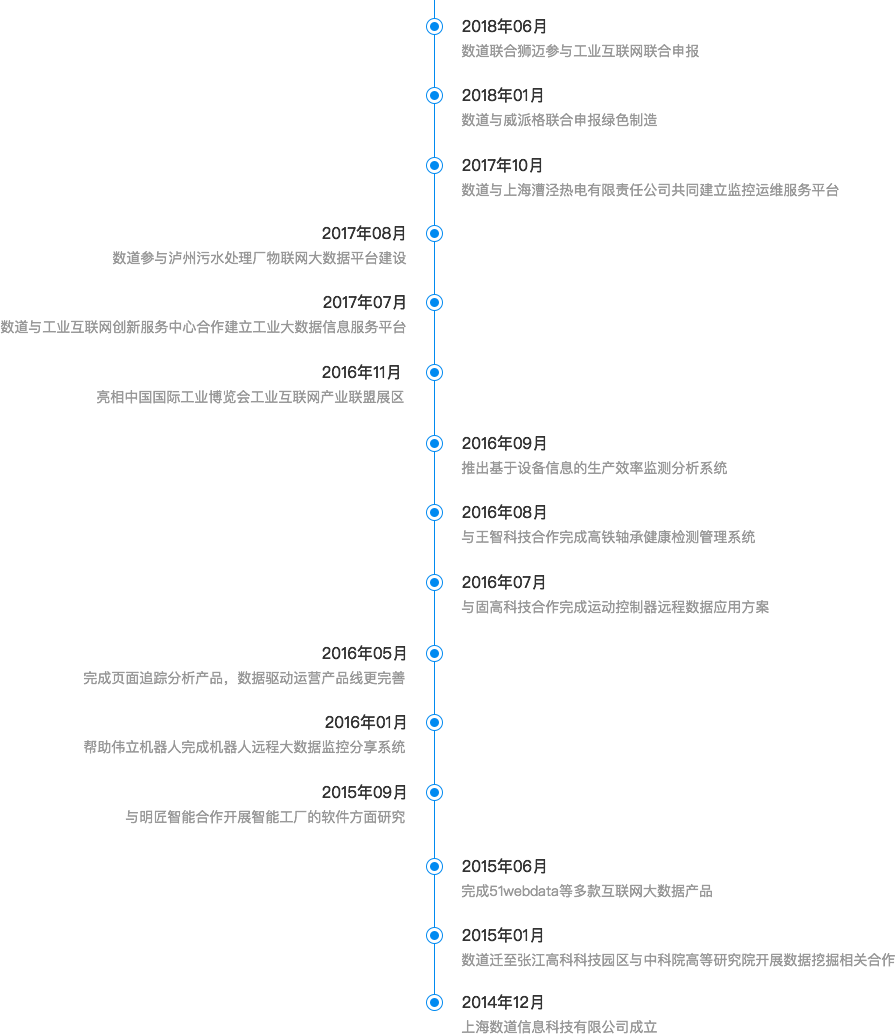 2018年06月
数道联合狮迈参与工业互联网联合申报
2018年01月
数道与威派格联合申报绿色制造
2017年10月
数道与上海漕泾热电有限责任公司共同建立监控运维服务平台
2017年08月
数道参与泸州污水处理厂物联网大数据平台建设
2017年07月
数道与工业互联网创新服务中心合作建立工业大数据信息服务平台
2016年11月
亮相中国国际工业博览会工业互联网产业联盟展区
2016年09月
推出基于设备信息的生产效率监测分析系统
2016年08月
与王智科技合作完成高铁轴承健康检测管理系统
2016年07月
与固高科技合作完成运动控制器远程数据应用方案
2016年05月
完成页面追踪分析产品，数据驱动运营产品线更完善
2016年01月
帮助伟立机器人完成机器人远程大数据监控分享系统
2015年09月
与明匠智能合作开展智能工厂的软件方面研究
2015年06月
完成51webdata等多款互联网大数据产品
2015年01月
数道迁至张江高科科技园区与中科院高等研究院开展数据挖掘相关合作
2014年12月
上海数道信息科技有限公司成立